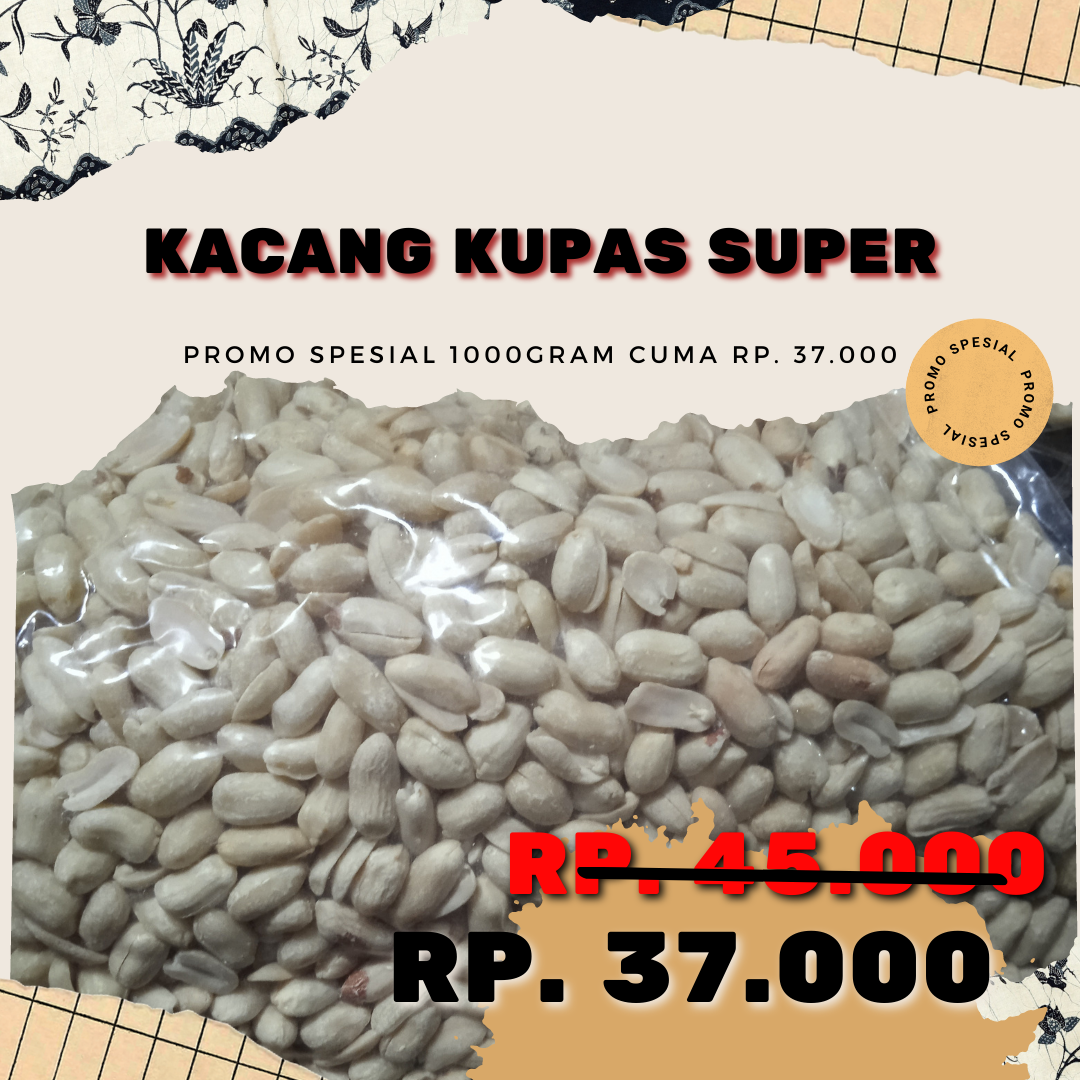 KACANG KUPAS SUPER
PROMO SPESIAL 1000GRAM CUMA RP. 37.000
PROMO SPESIAL PROMO SPESIAL
RP. 45.000
RP. 37.000